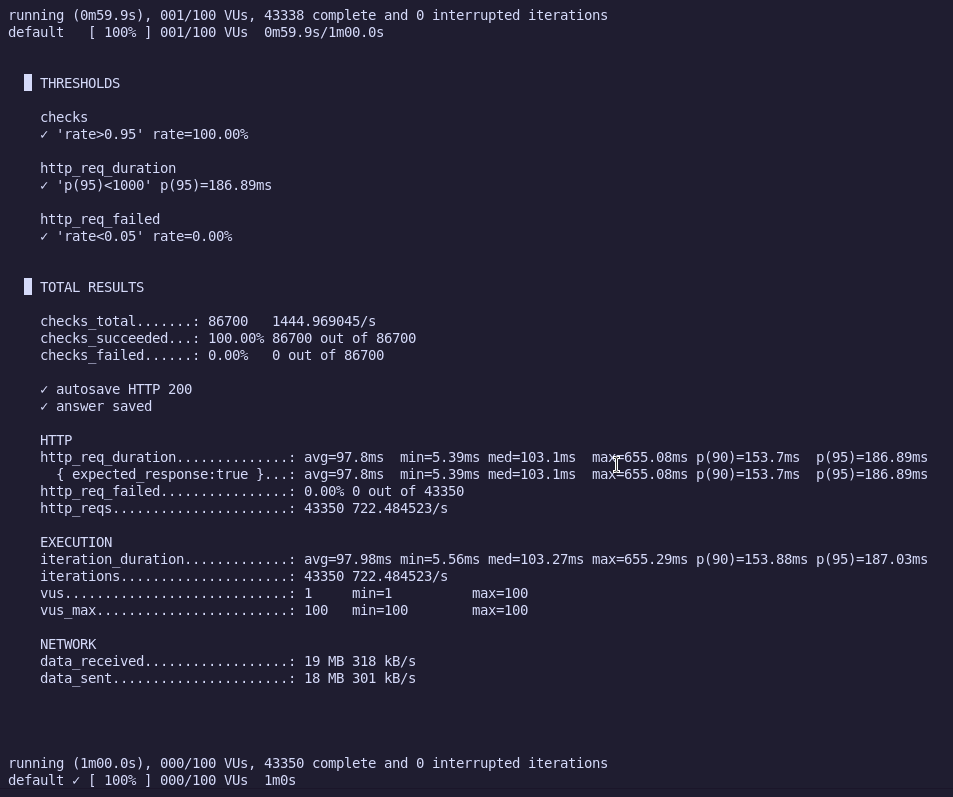 running (0m59.9s), 001/100 VUs, 43338 complete and 0 interrupted iterations
default   [ 100% ] 001/100 VUs  0m59.9s/1m00.0s
█ THRESHOLDS
checks
✓ 'rate>0.95' rate=100.00%
http_req_duration
✓ 'p(95)<1000' p(95)=186.89ms
http_req_failed
✓ 'rate<0.05' rate=0.00%
█ TOTAL RESULTS
checks_total.......: 86700   1444.969045/s
checks_succeeded...: 100.00% 86700 out of 86700
checks_failed......: 0.00%   0 out of 86700
✓ autosave HTTP 200
✓ answer saved
HTTP
http_req_duration..............: avg=97.8ms  min=5.39ms med=103.1ms  max=655.08ms p(90)=153.7ms  p(95)=186.89ms
{ expected_response:true }...: avg=97.8ms  min=5.39ms med=103.1ms  max=655.08ms p(90)=153.7ms  p(95)=186.89ms
http_req_failed................: 0.00% 0 out of 43350
http_reqs......................: 43350 722.484523/s
EXECUTION
iteration_duration.............: avg=97.98ms min=5.56ms med=103.27ms max=655.29ms p(90)=153.88ms p(95)=187.03ms
iterations.....................: 43350 722.484523/s
vus............................: 1     min=1          max=100
vus_max........................: 100   min=100        max=100
NETWORK
data_received..................: 19 MB 318 kB/s
data_sent......................: 18 MB 301 kB/s
running (1m00.0s), 000/100 VUs, 43350 complete and 0 interrupted iterations
default ✓ [ 100% ] 000/100 VUs  1m0s